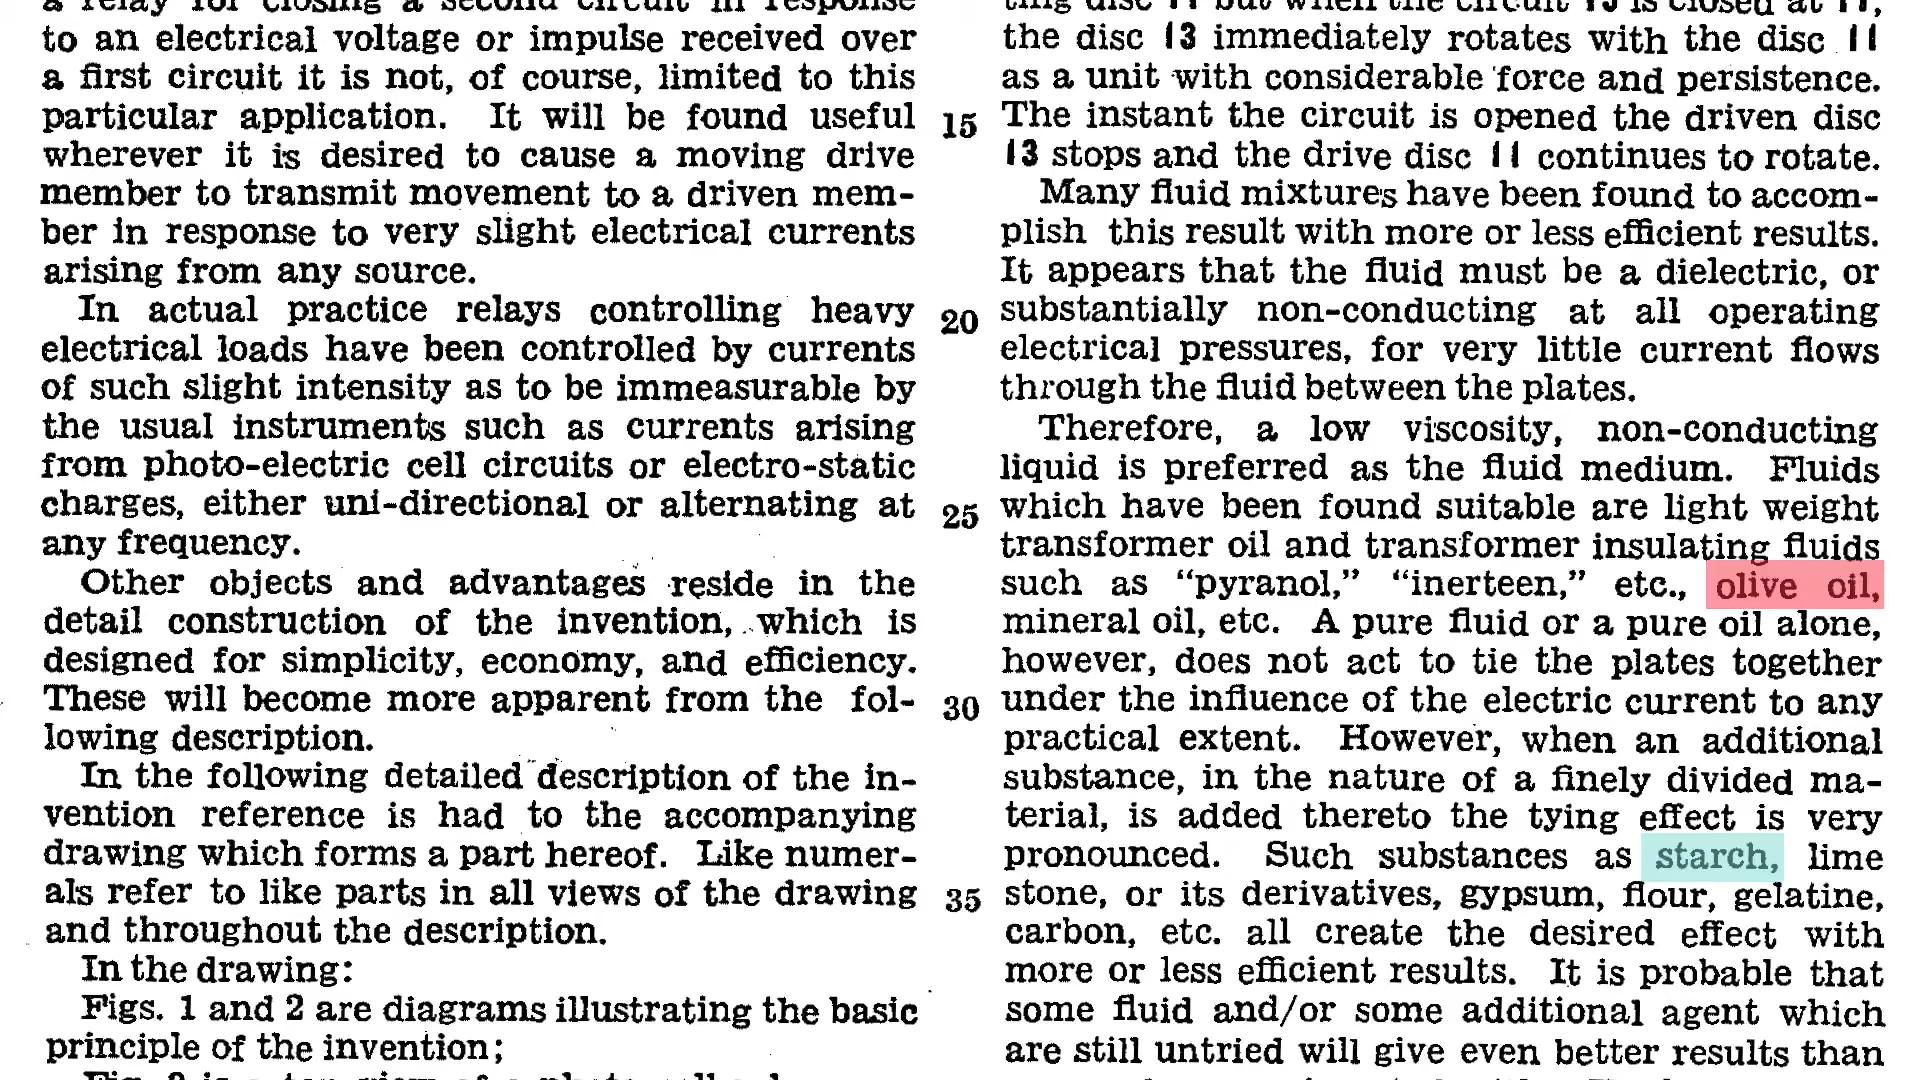 a relay for closing a second circuit in response
to an electrical voltage or impulse received over
a first circuit it is not, of course, limited to this
particular application. It will be found useful
wherever it is desired to cause a moving drive
member to transmit movement to a driven mem-
ber in response to very slight electrical currents
arising from any source.
In actual practice relays controlling heavy
electrical loads have been controlled by currents
of such slight intensity as to be immeasurable by
the usual instruments such as currents arising
from photo-electric cell circuits or electro-static
charges, either uni-directional or alternating at
any frequency.
Other objects and advantages reside in the
detail construction of the invention, which is
designed for simplicity, economy, and efficiency.
These will become more apparent from the fol-
lowing description.
In the following detailed description of the in-
vention reference is had to the accompanying
drawing which forms a part hereof. Like numer-
als refer to like parts in all views of the drawing
and throughout the description.
In the drawing:
Figs. 1 and 2 are diagrams illustrating the basic
principle of the invention;
15
20
25
30
35
ting disc 11 but when the circuit 15 is closed at 17,
the disc 13 immediately rotates with the disc 11
as a unit with considerable force and persistence.
The instant the circuit is opened the driven disc
13 stops and the drive disc 11 continues to rotate.
Many fluid mixtures have been found to accom-
plish this result with more or less efficient results.
It appears that the fluid must be a dielectric, or
substantially non-conducting at all operating
electrical pressures, for very little current flows
through the fluid between the plates.
Therefore, a low viscosity, non-conducting
liquid is preferred as the fluid medium. Fluids
which have been found suitable are light weight
transformer oil and transformer insulating fluids
such as "pyranol," "inerteen," etc., olive oil,
mineral oil, etc. A pure fluid or a pure oil alone,
however, does not act to tie the plates together
under the influence of the electric current to any
practical extent. However, when an additional
substance, in the nature of a finely divided ma-
terial, is added thereto the tying effect is very
pronounced. Such substances as starch, lime
stone, or its derivatives, gypsum, flour, gelatine,
carbon, etc. all create the desired effect with
more or less efficient results. It is probable that
some fluid and/or some additional agent which
are still untried will give even better results than